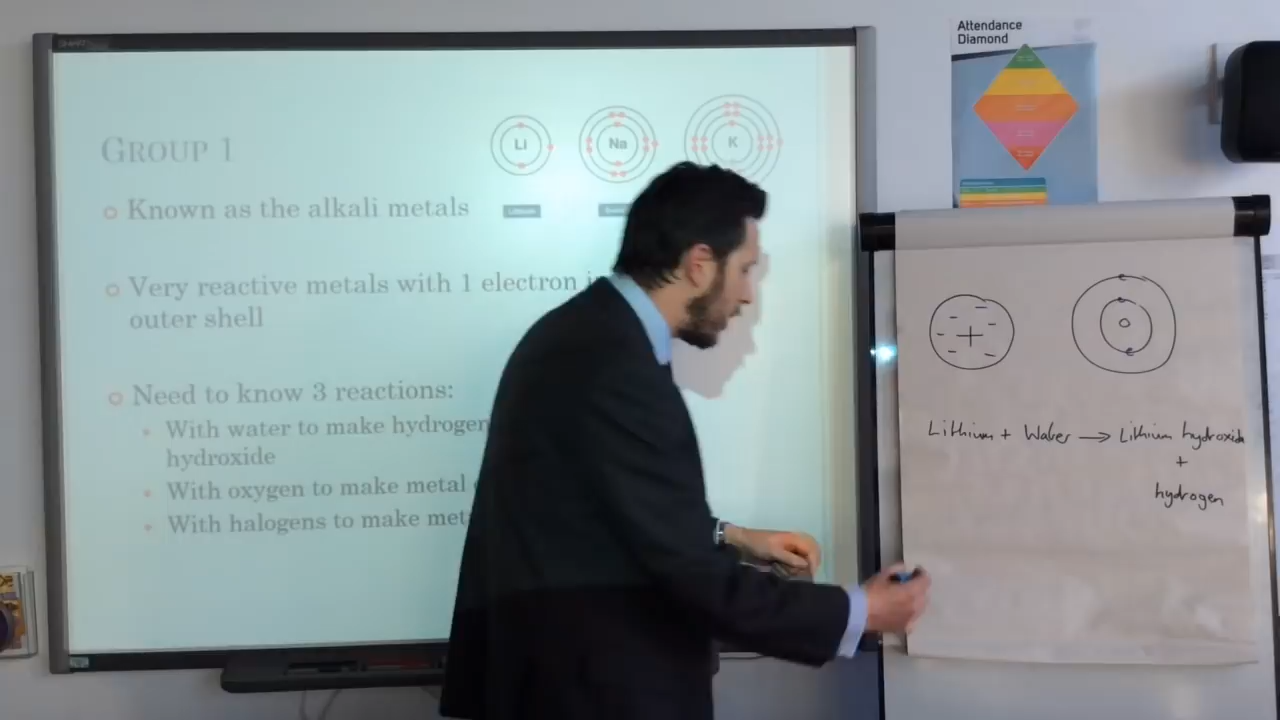 SMART
GROUP 1
Li
Na
K
Lithium
Known as the alkali metals
Very reactive metals with 1 electron
outer shell
Need to know 3 reactions:
With water to make hydrogen
hydroxide
With oxygen to make metal
With halogens to make
Attendance
Diamond
+
Lithium + Water → Lithium hydroxide
+
hydrogen